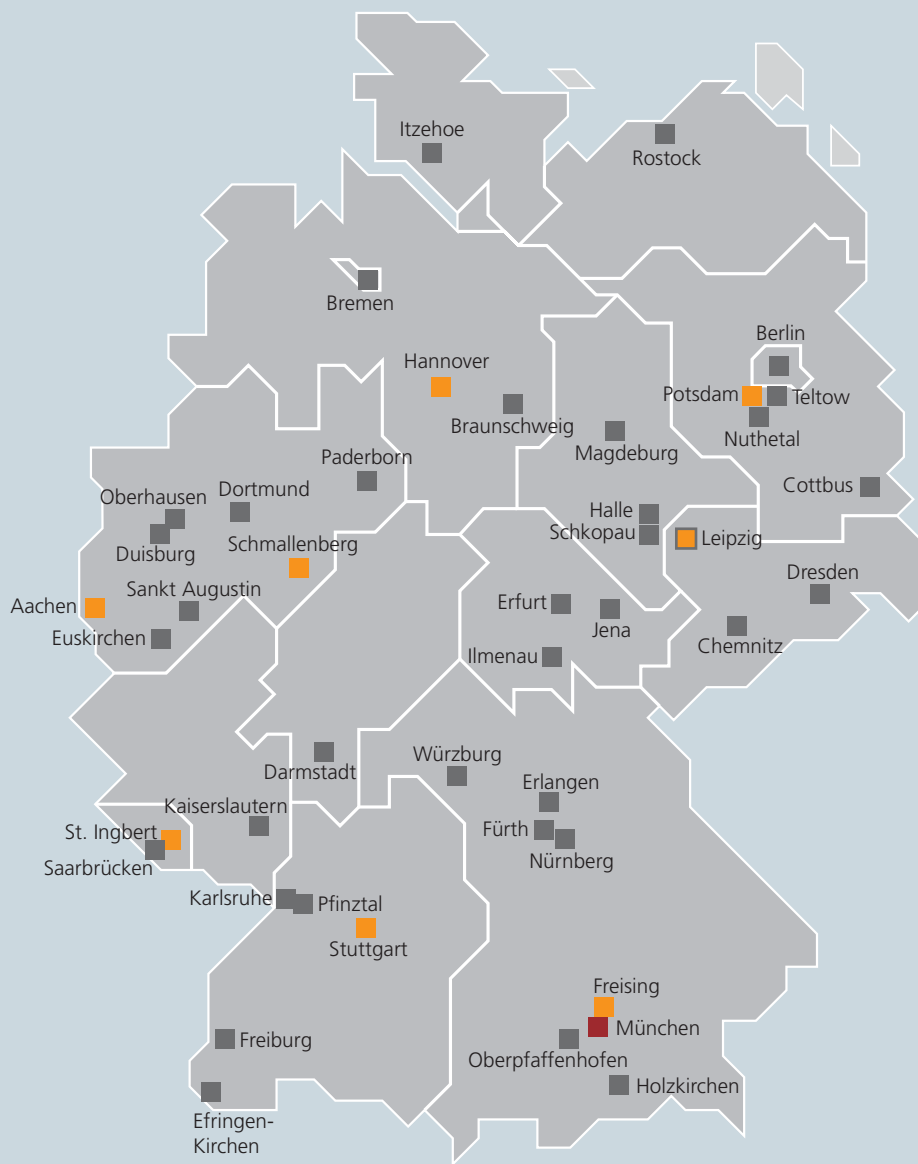 Itzehoe
Rostock
Bremen
Berlin
Hannover
Potsdam
Teltow
Braunschweig
Nuthetal
Magdeburg
Paderborn
Cottbus
Dortmund
Oberhausen
Halle
Schkopau
Leipzig
Duisburg
Schmallenberg
Dresden
Sankt Augustin
Aachen
Erfurt
Jena
Euskirchen
Chemnitz
Ilmenau
Würzburg
Darmstadt
Erlangen
Kaiserslautern
St. Ingbert
Fürth
Nürnberg
Saarbrücken
Karlsruhe
Pfinztal
Stuttgart
Freising
München
Freiburg
Oberpfaffenhofen
Holzkirchen
Efringen-
Kirchen